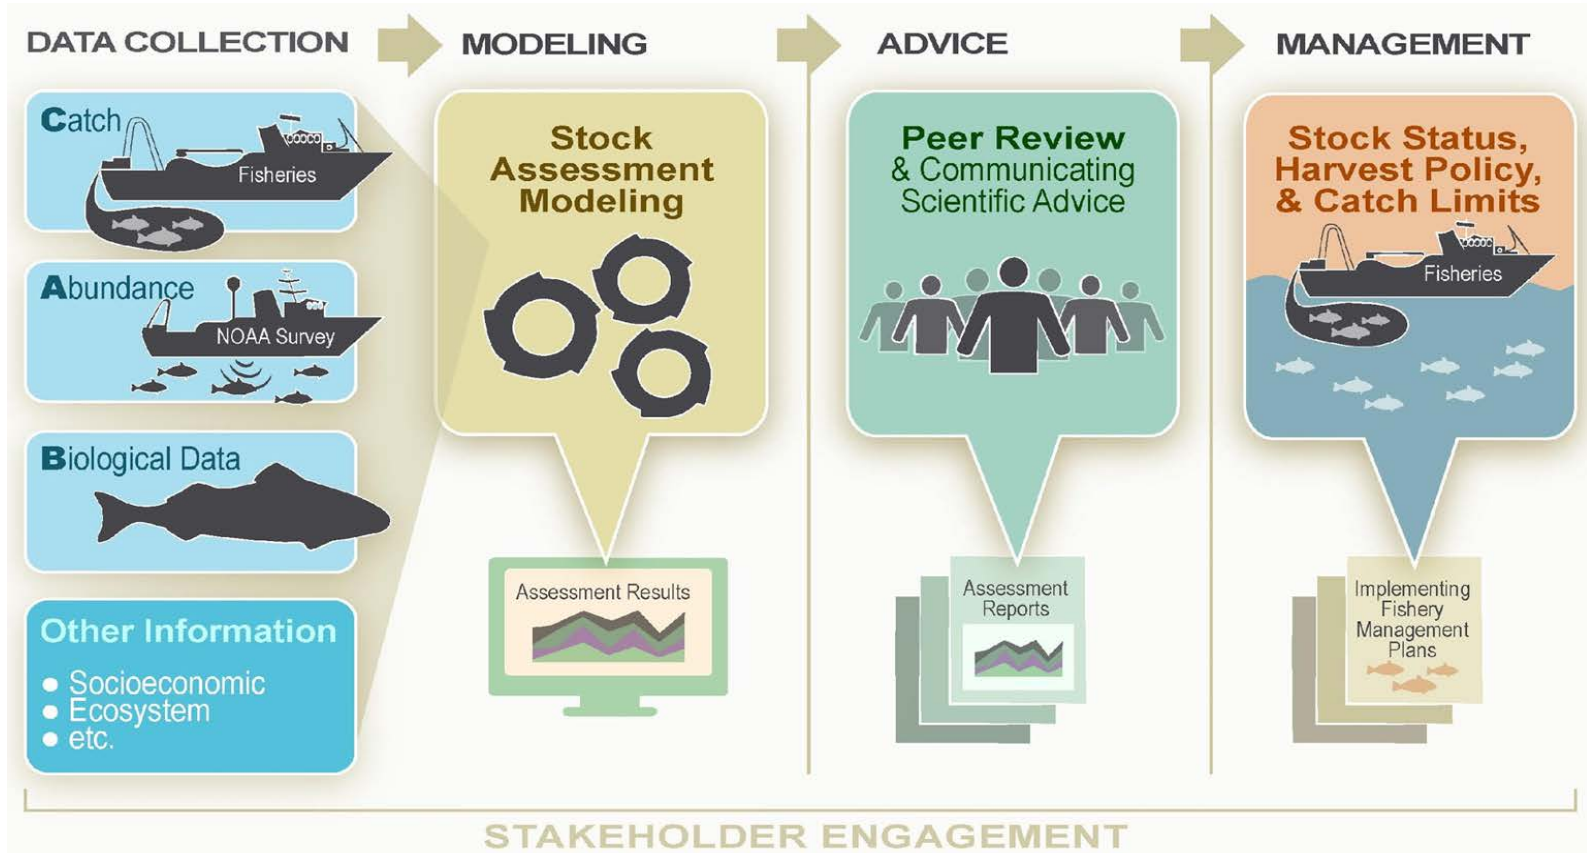 DATA COLLECTION
MODELING
ADVICE
MANAGEMENT
Catch
Fisheries
Abundance
NOAA Survey
Biological Data
Other Information
● Socioeconomic
● Ecosystem
● etc.
Stock
Assessment
Modeling
Assessment Results
Peer Review
& Communicating
Scientific Advice
Assessment
Reports
Stock Status,
Harvest Policy,
& Catch Limits
Fisheries
Implementing
Fishery
Management
Plans
STAKEHOLDER ENGAGEMENT